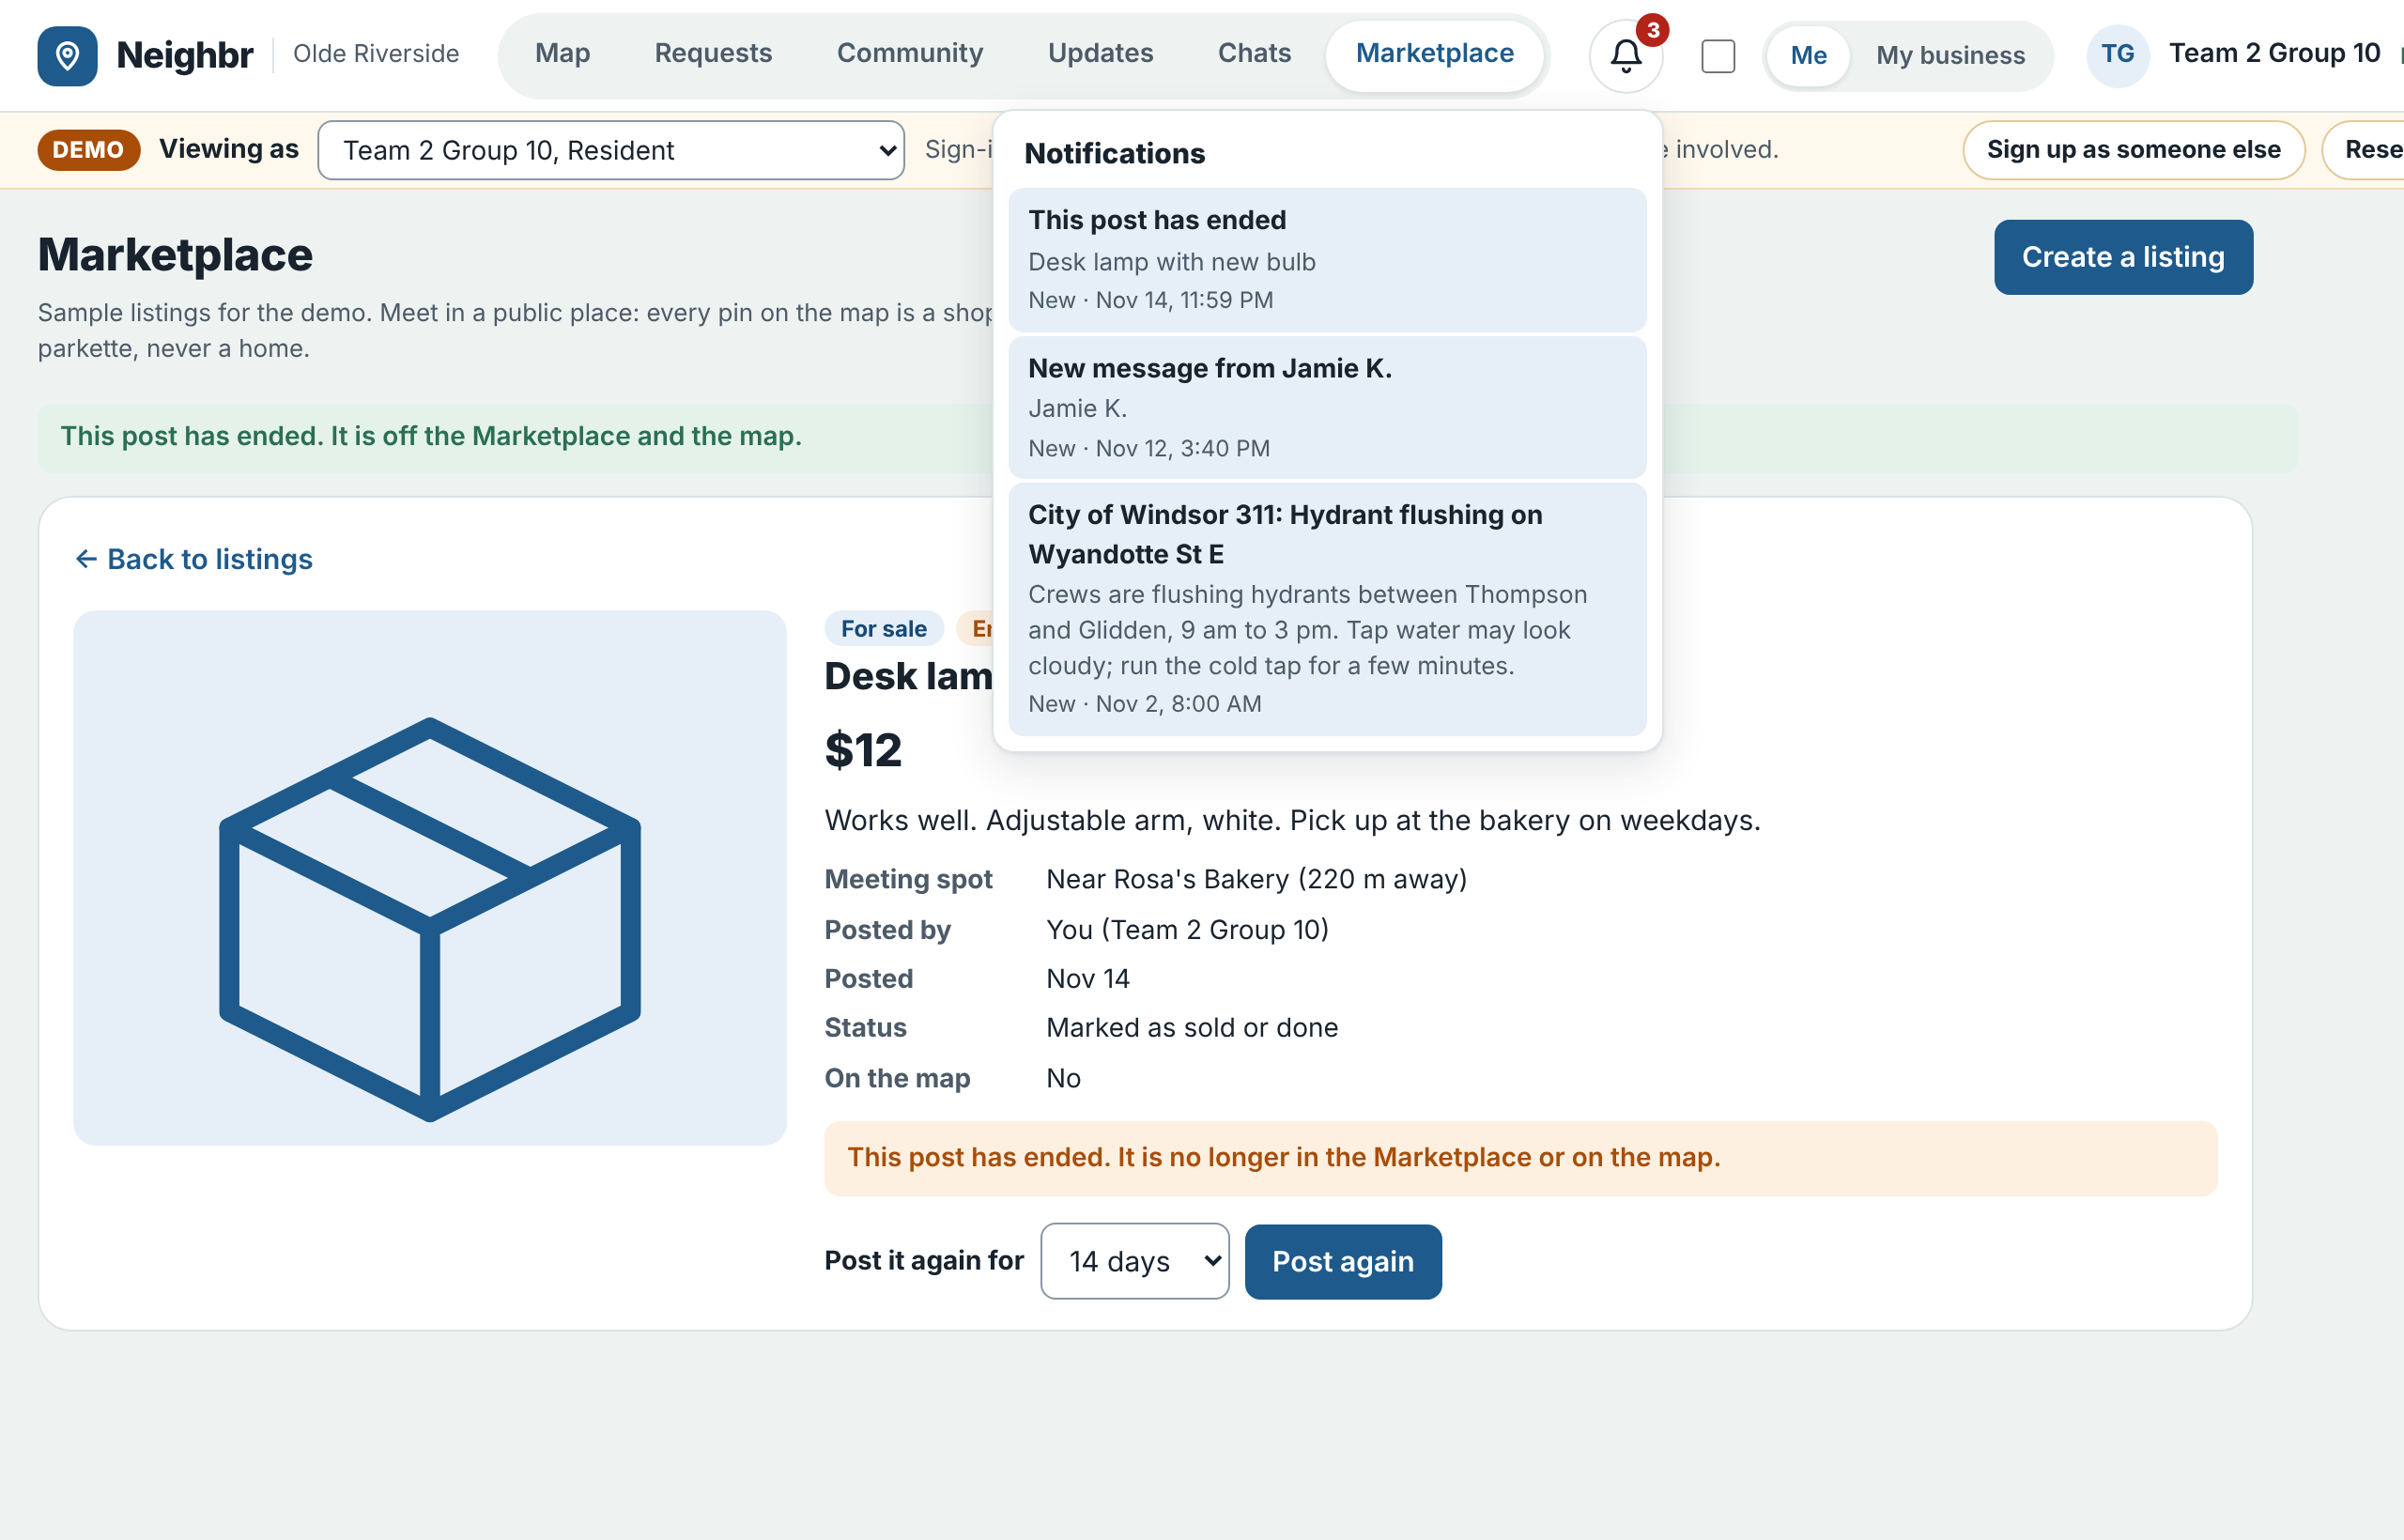 Neighbr
Olde Riverside
Map
Requests
Community
Updates
Chats
Marketplace
3
Me
My business
TG
Team 2 Group 10
DEMO
Viewing as
Team 2 Group 10, Resident
involved.
Sign up as someone else
Notifications
This post has ended
Desk lamp with new bulb
New · Nov 14, 11:59 PM
New message from Jamie K.
Jamie K.
New · Nov 12, 3:40 PM
City of Windsor 311: Hydrant flushing on
Wyandotte St E
Crews are flushing hydrants between Thompson
and Glidden, 9 am to 3 pm. Tap water may look
cloudy; run the cold tap for a few minutes.
New · Nov 2, 8:00 AM
Marketplace
Create a listing
Sample listings for the demo. Meet in a public place: every pin on the map is a shop
parkette, never a home.
This post has ended. It is off the Marketplace and the map.
← Back to listings
For sale
Desk lam
$12
Works well. Adjustable arm, white. Pick up at the bakery on weekdays.
Meeting spot Near Rosa's Bakery (220 m away)
Posted by You (Team 2 Group 10)
Posted Nov 14
Status Marked as sold or done
On the map No
This post has ended. It is no longer in the Marketplace or on the map.
Post it again for 14 days Post again